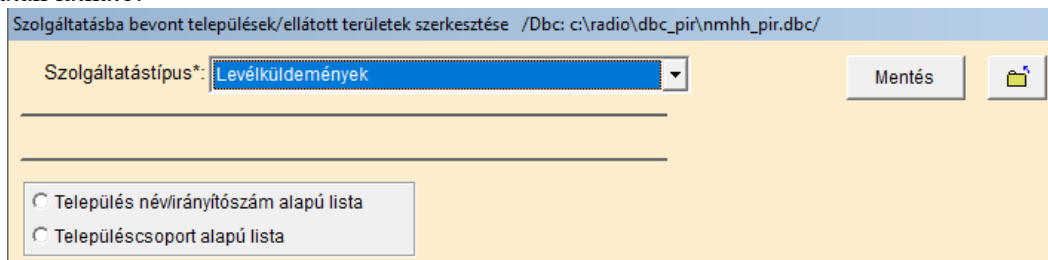 Szolgáltatásba bevont települések/ellátott területek szerkesztése /Dbc: c:\radio\dbc_pir\nmhh_pir.dbc/
Szolgáltatástípus*: Levélküldemények
Mentés
Település név/irányítószám alapú lista
Településcsoport alapú lista